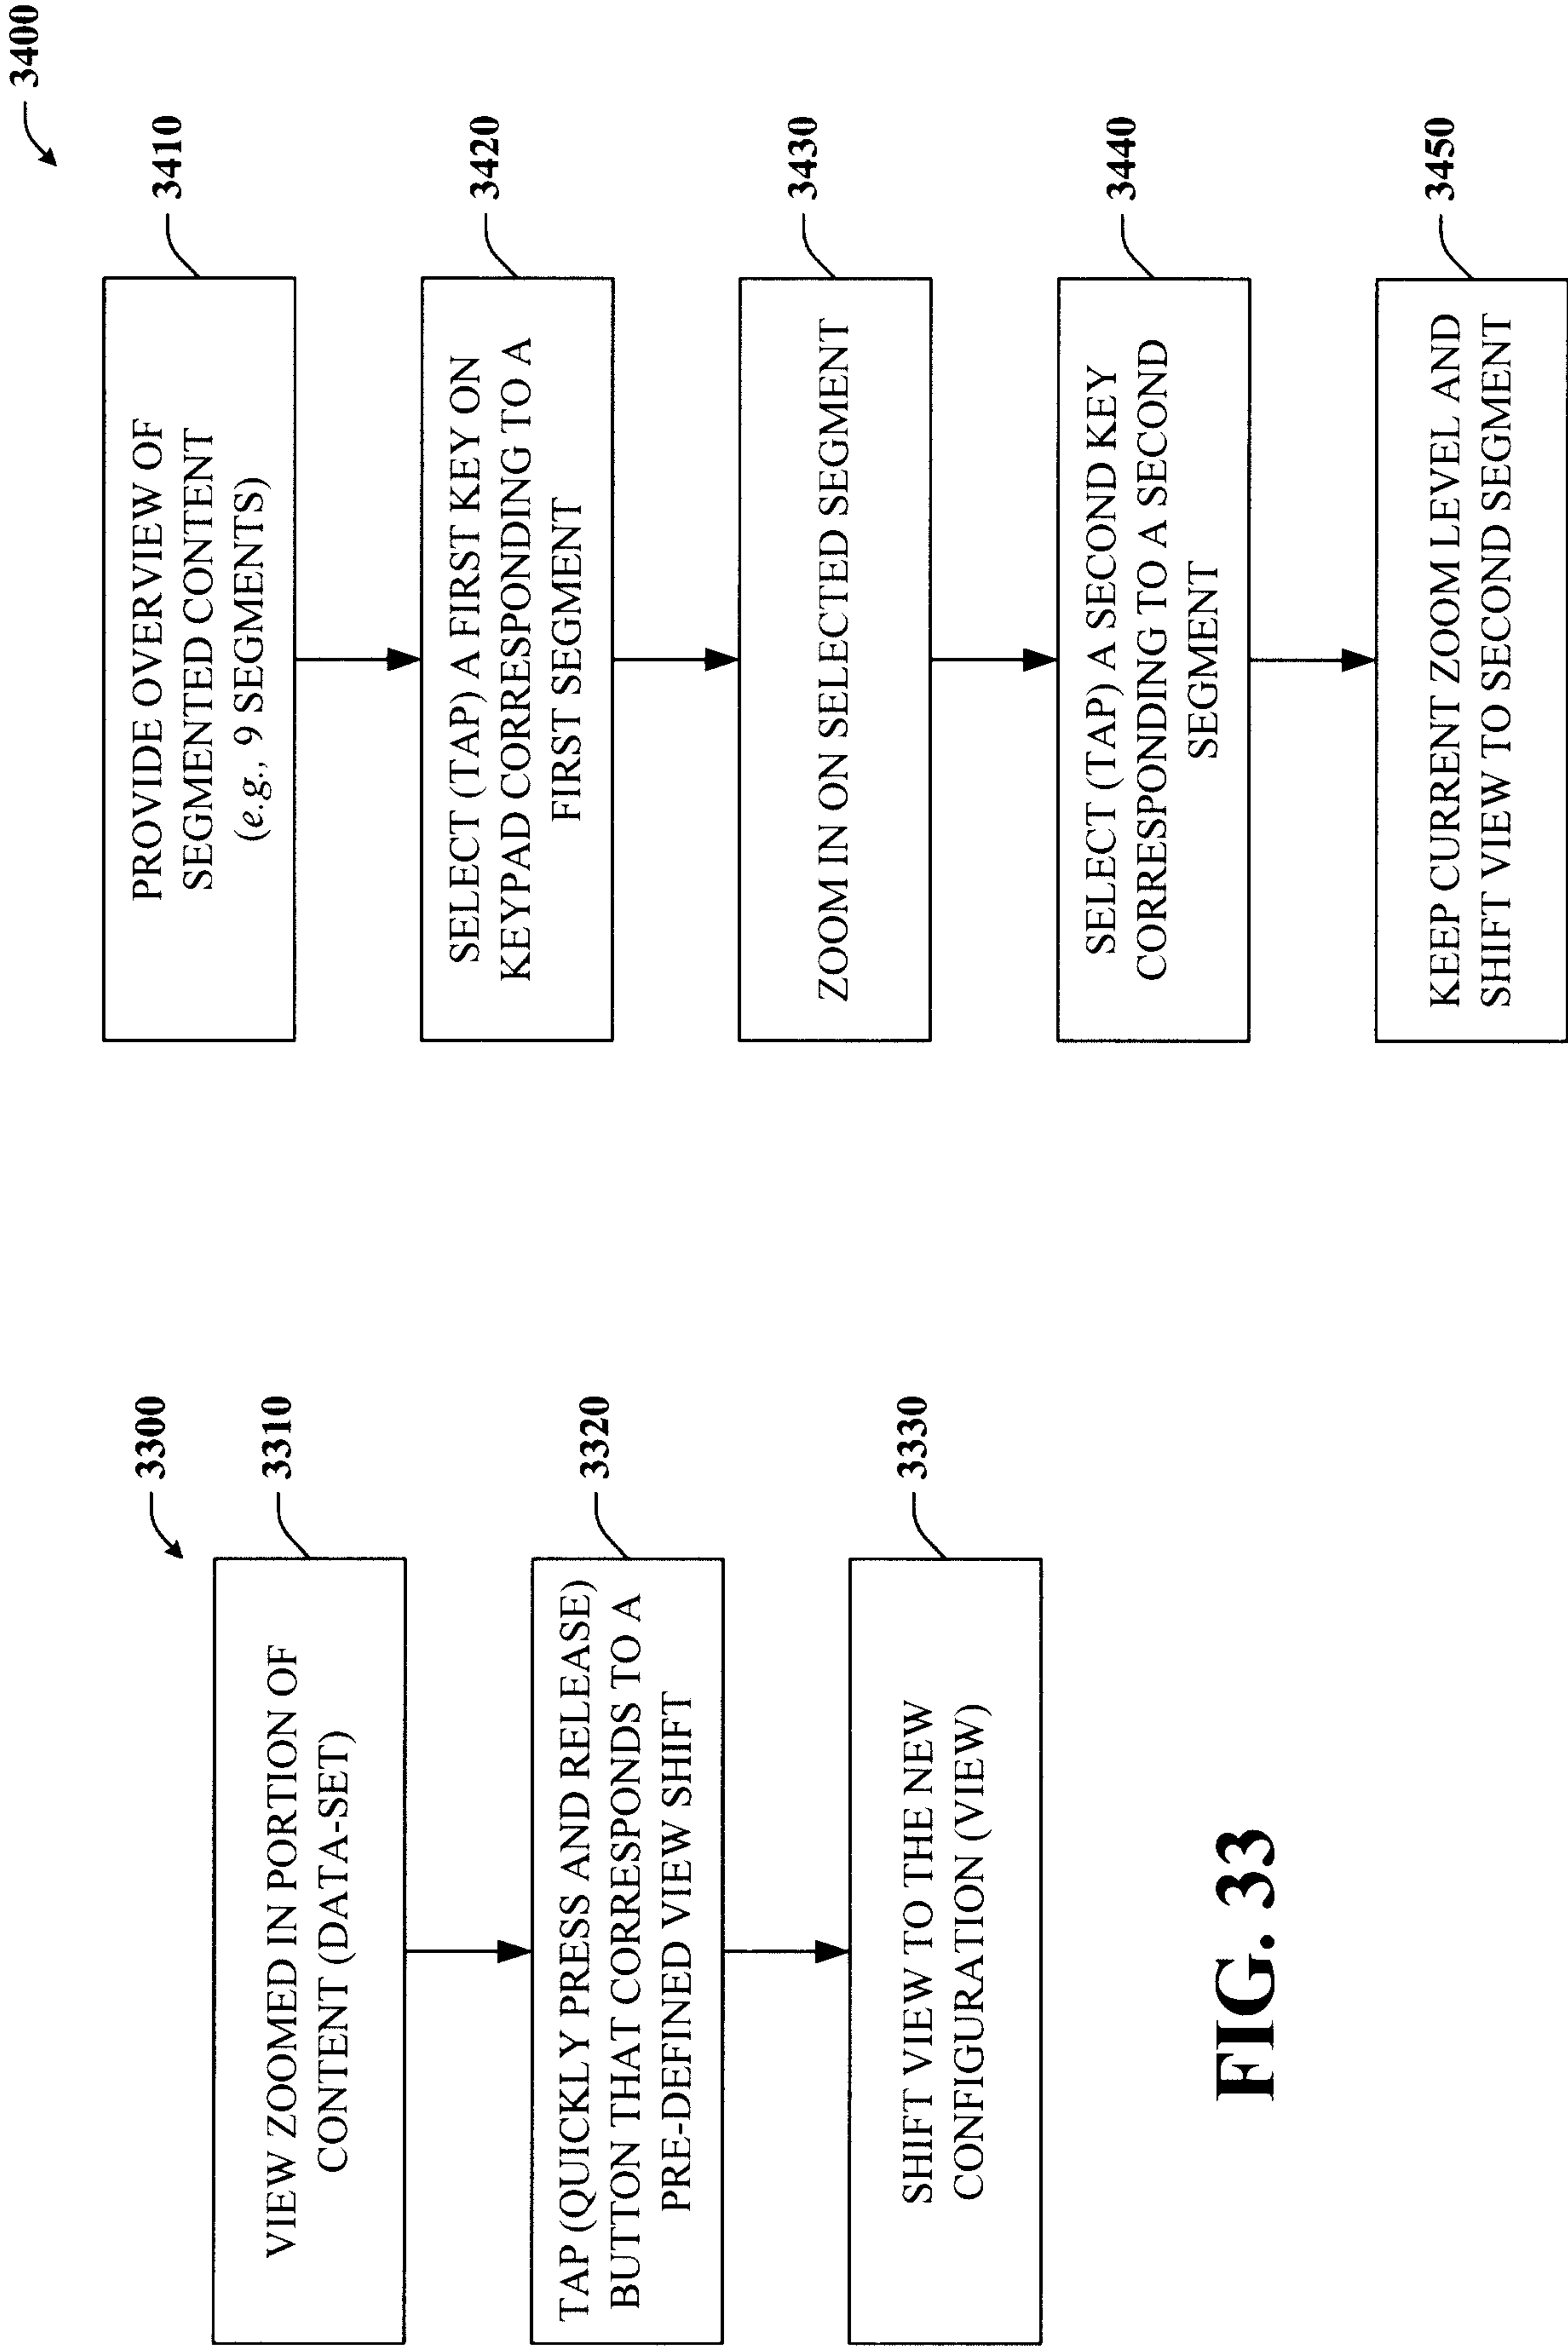 3300
3310
VIEW ZOOMED IN PORTION OF
CONTENT (DATA-SET)
3320
TAP (QUICKLY PRESS AND RELEASE)
BUTTON THAT CORRESPONDS TO A
PRE-DEFINED VIEW SHIFT
3330
SHIFT VIEW TO THE NEW
CONFIGURATION (VIEW)
FIG. 33
3400
3410
PROVIDE OVERVIEW OF
SEGMENTED CONTENT
(e.g., 9 SEGMENTS)
3420
SELECT (TAP) A FIRST KEY ON
KEYPAD CORRESPONDING TO A
FIRST SEGMENT
3430
ZOOM IN ON SELECTED SEGMENT
3440
SELECT (TAP) A SECOND KEY
CORRESPONDING TO A SECOND
SEGMENT
3450
KEEP CURRENT ZOOM LEVEL AND
SHIFT VIEW TO SECOND SEGMENT